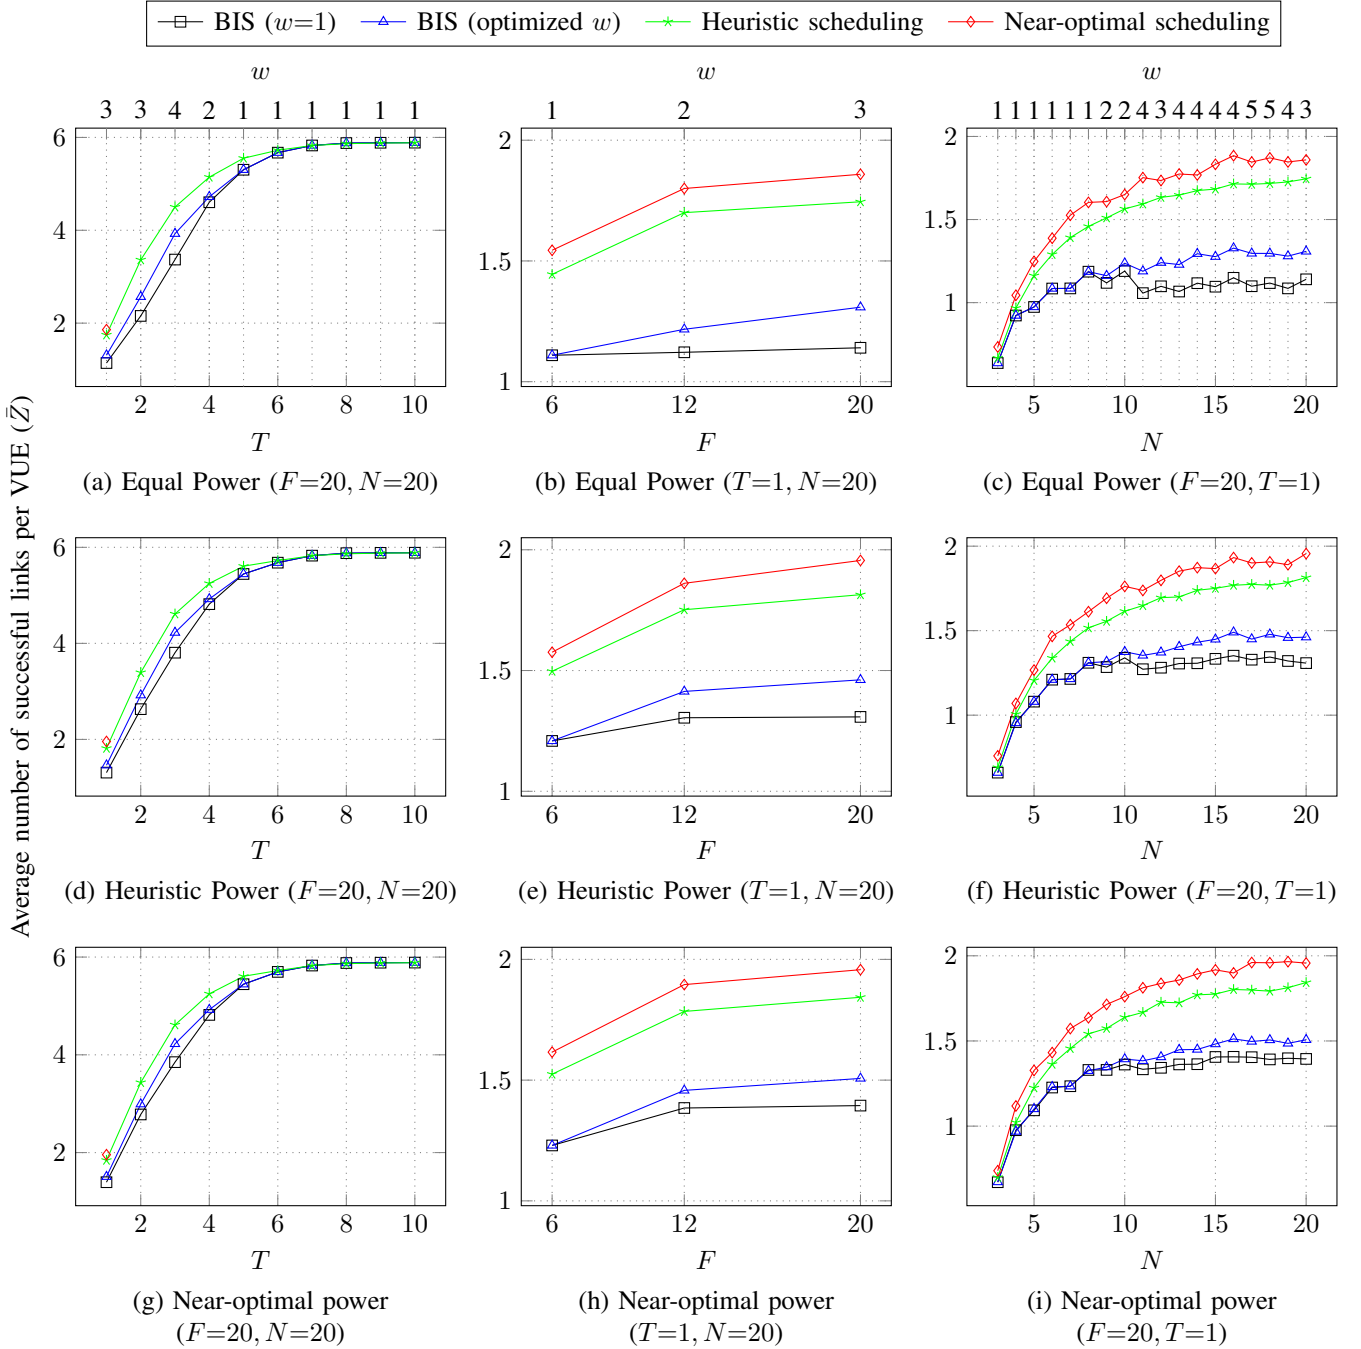 BIS (w=1) BIS (optimized w) Heuristic scheduling Near-optimal scheduling
w w w
3 3 4 2 1 1 1 1 1 1
1 2 3
1 1 1 1 1 1 2 2 4 3 4 4 4 4 5 5 4 3
Average number of successful links per VUE (Z̄)
6
4
2
2 4 6 8 10
T
(a) Equal Power (F=20, N=20)
2
1.5
1
6 12 20
F
(b) Equal Power (T=1, N=20)
2
1.5
1
5 10 15 20
N
(c) Equal Power (F=20, T=1)
6
4
2
2 4 6 8 10
T
(d) Heuristic Power (F=20, N=20)
2
1.5
1
6 12 20
F
(e) Heuristic Power (T=1, N=20)
2
1.5
1
5 10 15 20
N
(f) Heuristic Power (F=20, T=1)
6
4
2
2 4 6 8 10
T
(g) Near-optimal power
(F=20, N=20)
2
1.5
1
6 12 20
F
(h) Near-optimal power
(T=1, N=20)
2
1.5
1
5 10 15 20
N
(i) Near-optimal power
(F=20, T=1)